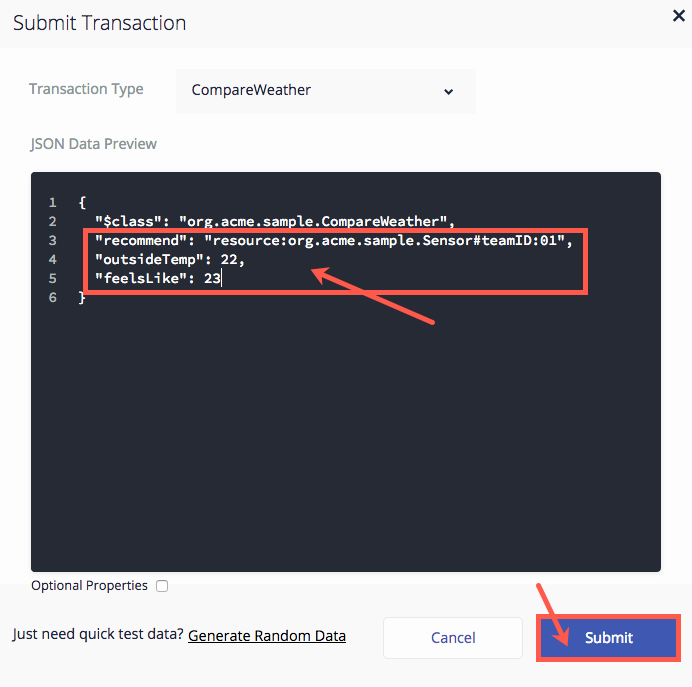 Submit Transaction
Transaction Type CompareWeather
JSON Data Preview
1 {
2 "$class": "org.acme.sample.CompareWeather",
3 "recommend": "resource:org.acme.sample.Sensor#teamID:01",
4 "outsideTemp": 22,
5 "feelsLike": 23
6 }
Optional Properties
Just need quick test data? Generate Random Data Cancel Submit